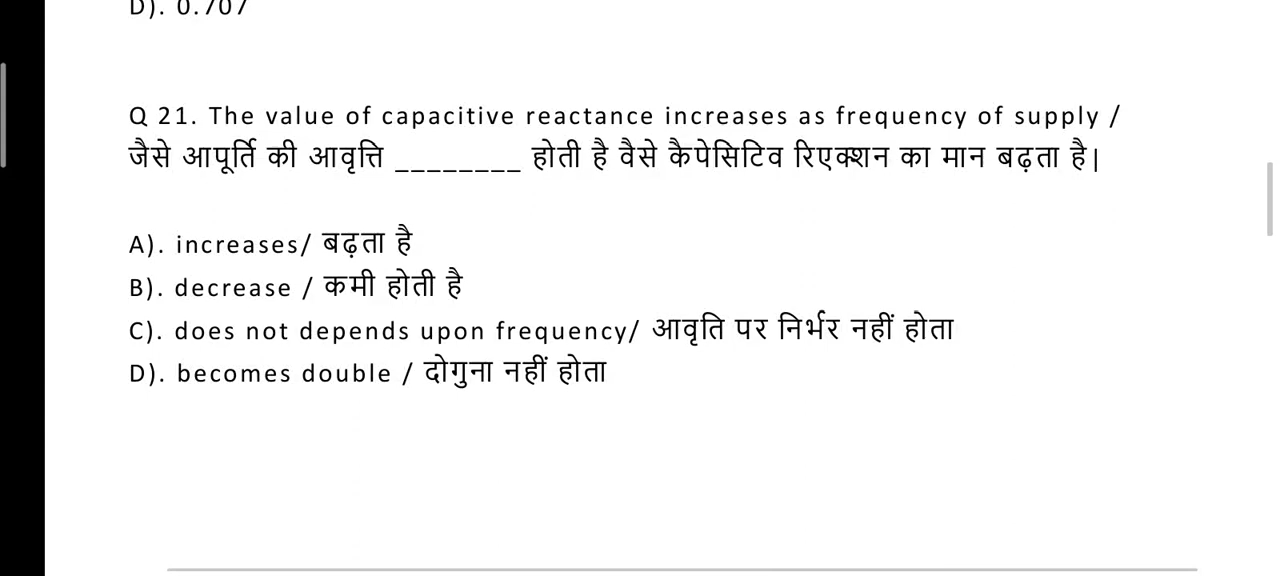 D). 0.707
Q 21. The value of capacitive reactance increases as frequency of supply /
जैसे आपूर्ति की आवृत्ति ________ होती है वैसे कैपेसिटिव रिएक्शन का मान बढ़ता है|
A). increases/ बढ़ता है
B). decrease / कमी होती है
C). does not depends upon frequency/ आवृति पर निर्भर नहीं होता
D). becomes double / दोगुना नहीं होता